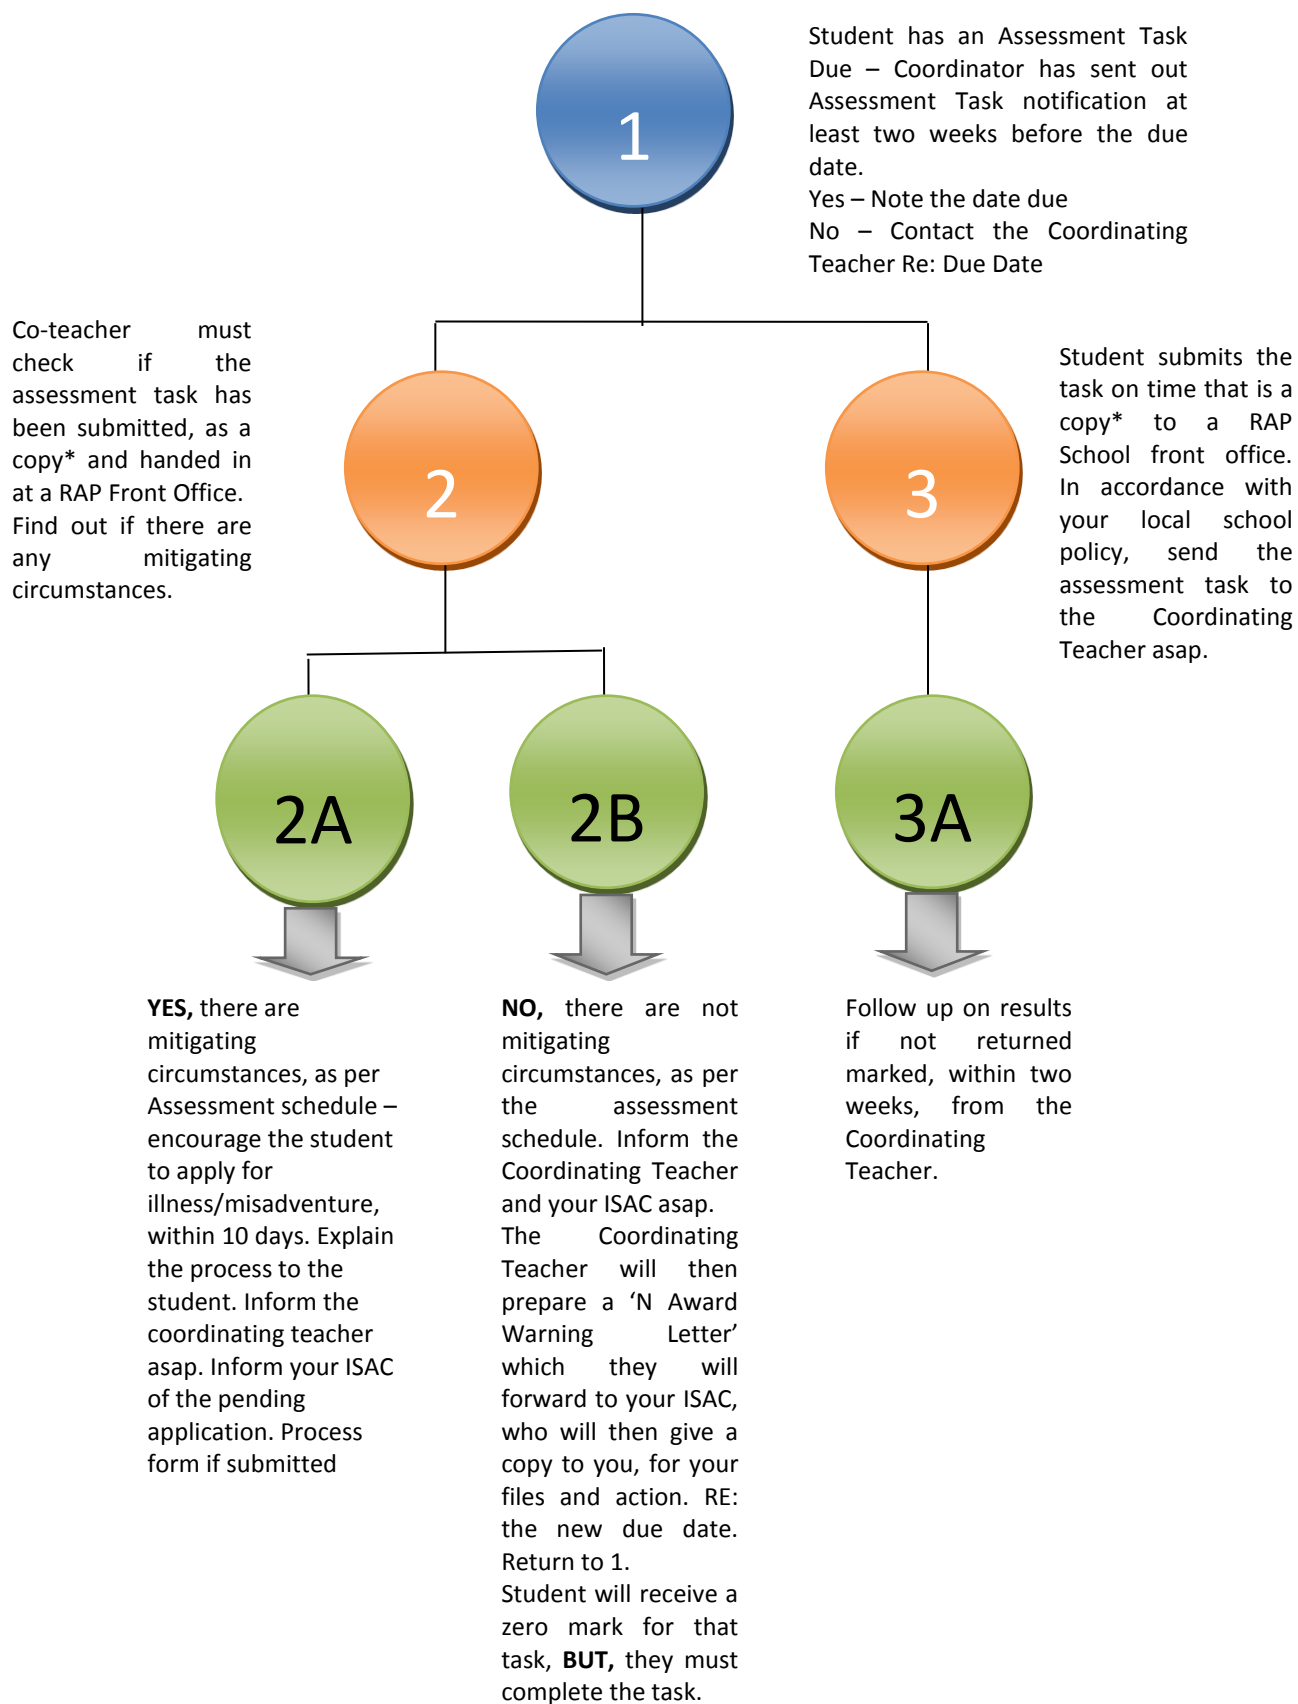 1
Student has an Assessment Task
Due – Coordinator has sent out
Assessment Task notification at
least two weeks before the due
date.
Yes – Note the date due
No – Contact the Coordinating
Teacher Re: Due Date
Co-teacher must
check if the
assessment task has
been submitted, as a
copy* and handed in
at a RAP Front Office.
Find out if there are
any mitigating
circumstances.
2
3
Student submits the
task on time that is a
copy* to a RAP
School front office.
In accordance with
your local school
policy, send the
assessment task to
the Coordinating
Teacher asap.
2A
2B
3A
YES, there are
mitigating
circumstances, as per
Assessment schedule –
encourage the student
to apply for
illness/misadventure,
within 10 days. Explain
the process to the
student. Inform the
coordinating teacher
asap. Inform your ISAC
of the pending
application. Process
form if submitted
NO, there are not
mitigating
circumstances, as per
the assessment
schedule. Inform the
Coordinating Teacher
and your ISAC asap.
The Coordinating
Teacher will then
prepare a ‘N Award
Warning Letter’
which they will
forward to your ISAC,
who will then give a
copy to you, for your
files and action. RE:
the new due date.
Return to 1.
Student will receive a
zero mark for that
task, BUT, they must
complete the task.
Follow up on results
if not returned
marked, within two
weeks, from the
Coordinating
Teacher.